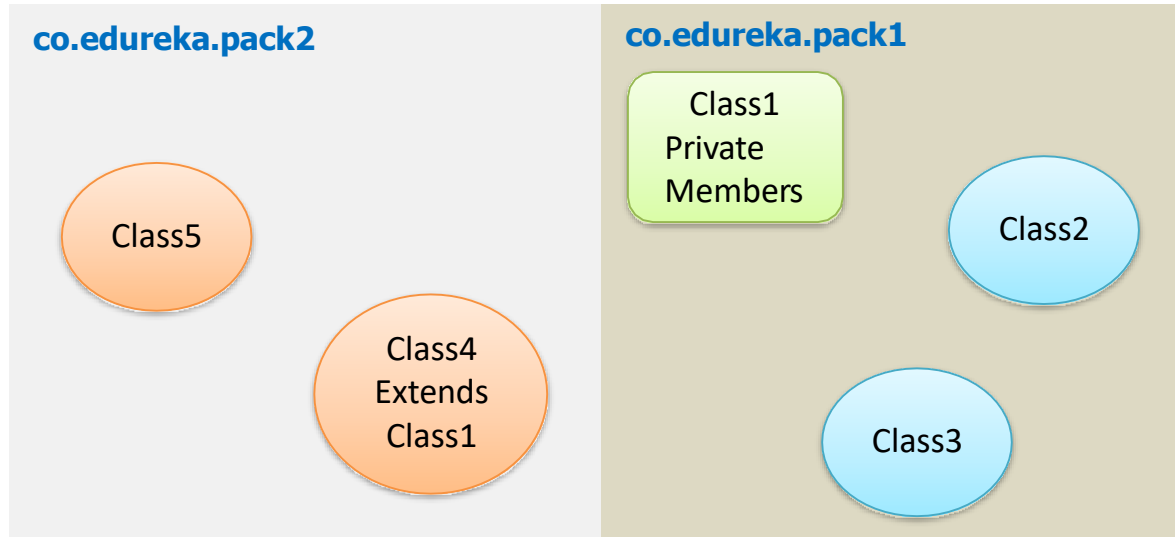 co.edureka.pack2
Class5
Class4
Extends
Class1
co.edureka.pack1
Class1
Private
Members
Class2
Class3